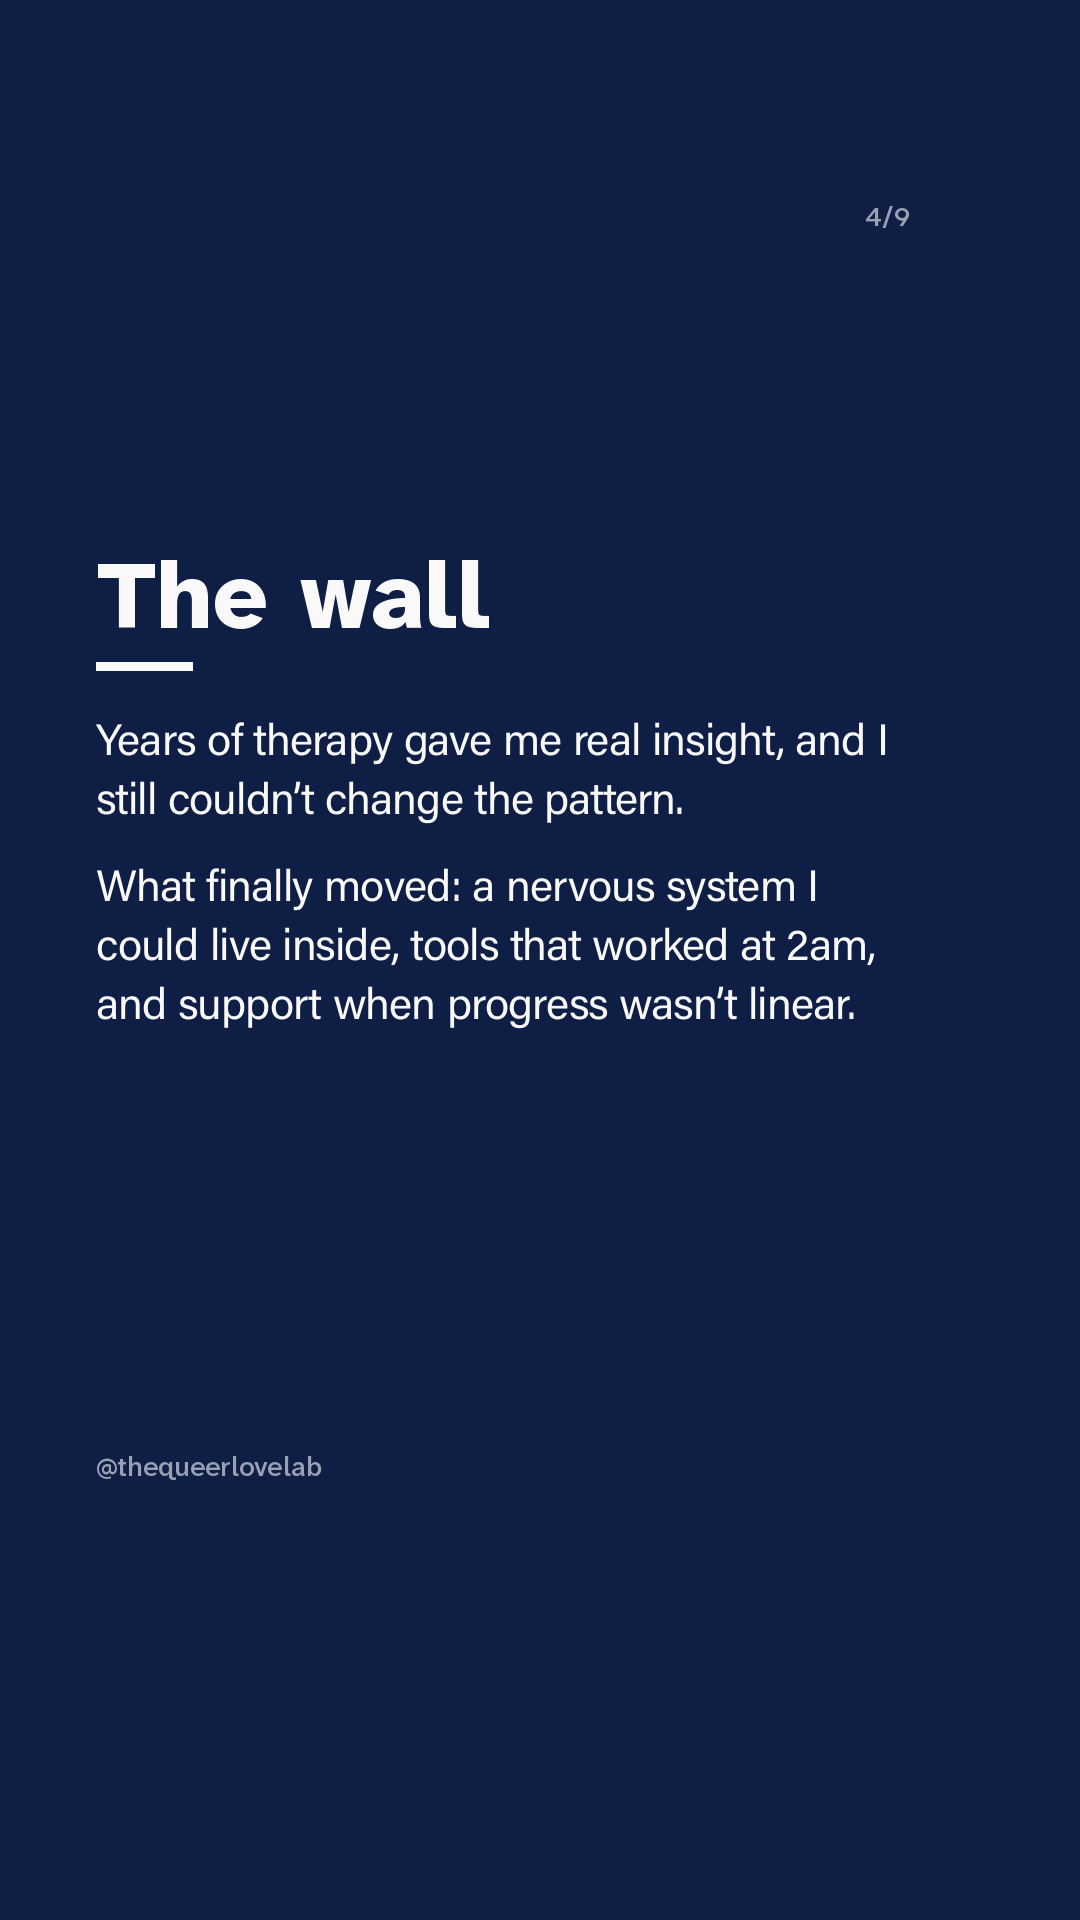 4/9
The wall
Years of therapy gave me real insight, and I
still couldn’t change the pattern.
What finally moved: a nervous system I
could live inside, tools that worked at 2am,
and support when progress wasn’t linear.
@thequeerlovelab